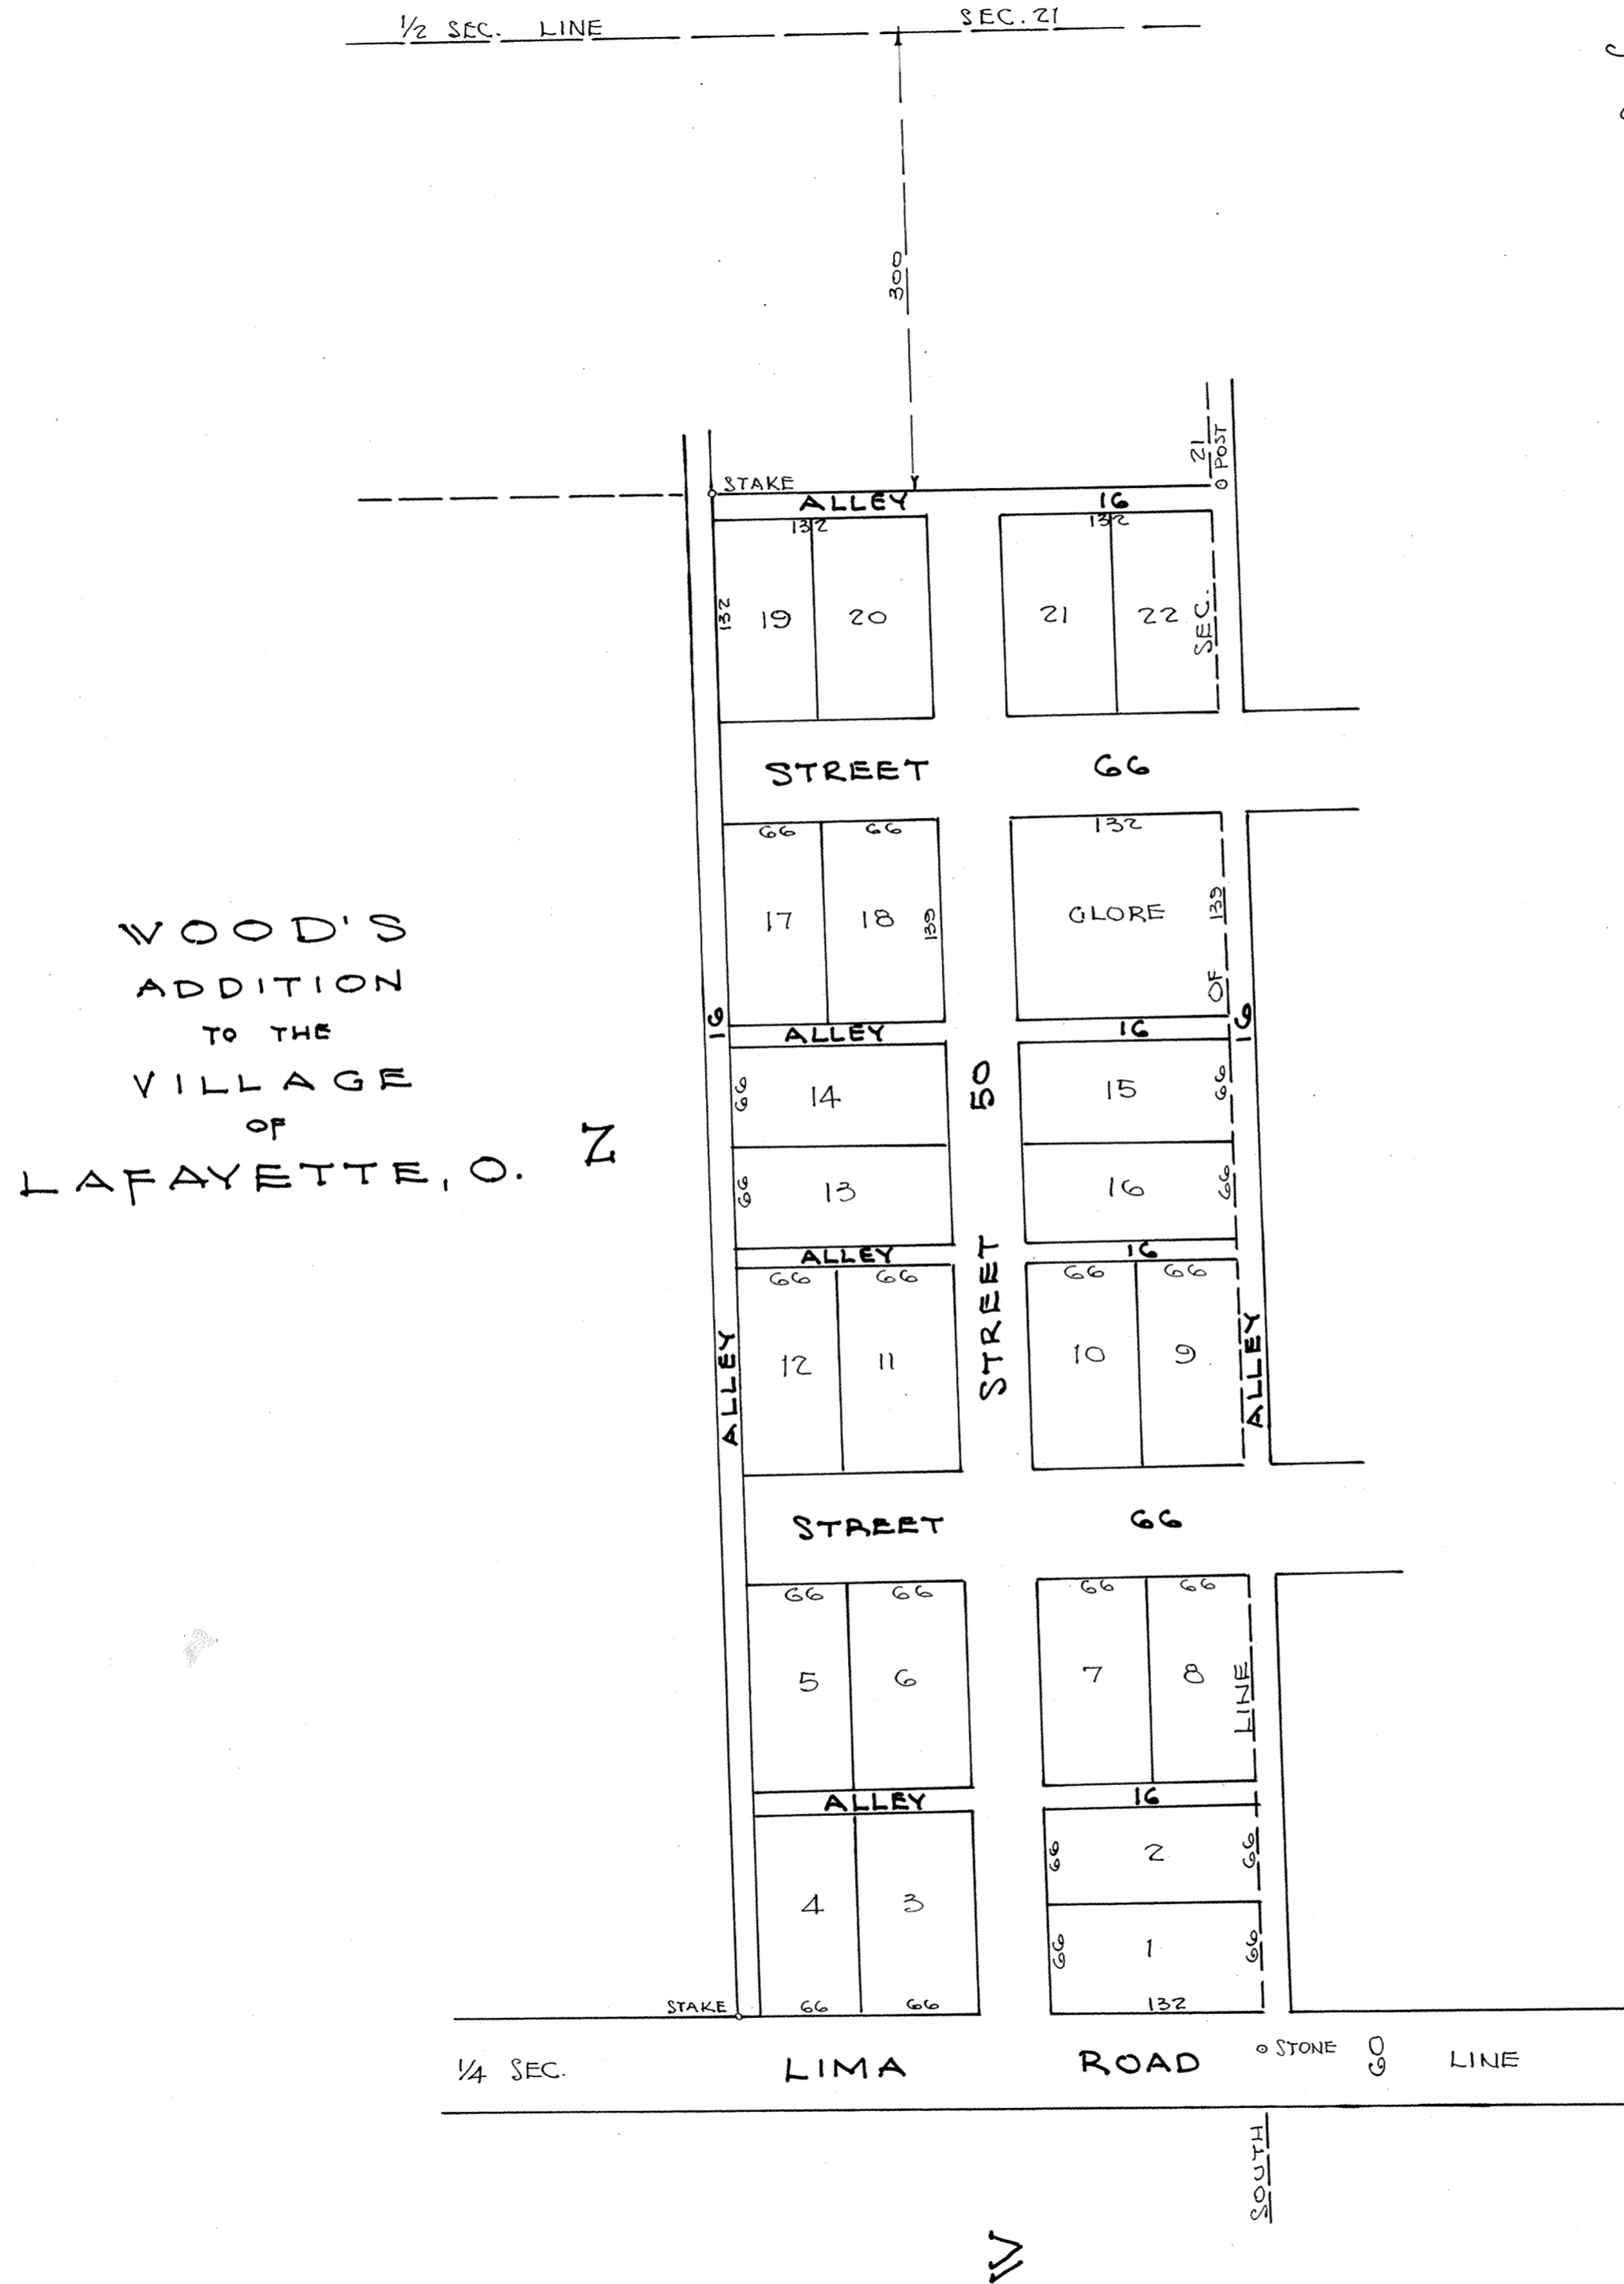 1/2 SEC. LINE SEC. 21
300
21
POST
STAKE
ALLEY 16
132 132
132 19 20 21 22 SEC.
STREET 66
66 66 132
17 18 139 GLORE 139
OF
WOOD'S
ADDITION
TO THE
VILLAGE
OF
LAFAYETTE, O.
Z
16 ALLEY 16 16
66 14 50 15 66
66 13 16 66
ALLEY 16
66 66 66 66
12 11 10 9
ALLEY STREET ALLEY
STREET 66
66 66 66 66
5 6 7 8 LINE
ALLEY 16
66 2 66
4 3
66 1 66
STAKE 66 66 132
1/4 SEC. LIMA ROAD STONE 60 LINE
SOUTH
W